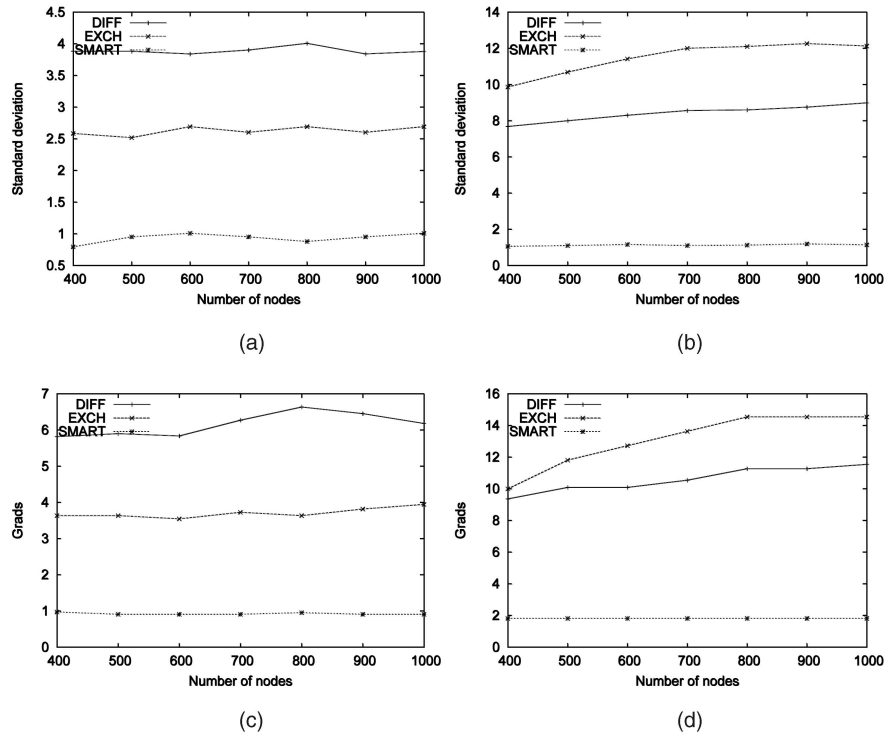 4.5
4
3.5
3
2.5
2
1.5
1
0.5
Standard deviation
DIFF
EXCH
SMART
400 500 600 700 800 900 1000
Number of nodes
(a)
14
12
10
8
6
4
2
0
Standard deviation
DIFF
EXCH
SMART
400 500 600 700 800 900 1000
Number of nodes
(b)
7
6
5
4
3
2
1
0
Grads
DIFF
EXCH
SMART
400 500 600 700 800 900 1000
Number of nodes
(c)
16
14
12
10
8
6
4
2
0
Grads
DIFF
EXCH
SMART
400 500 600 700 800 900 1000
Number of nodes
(d)